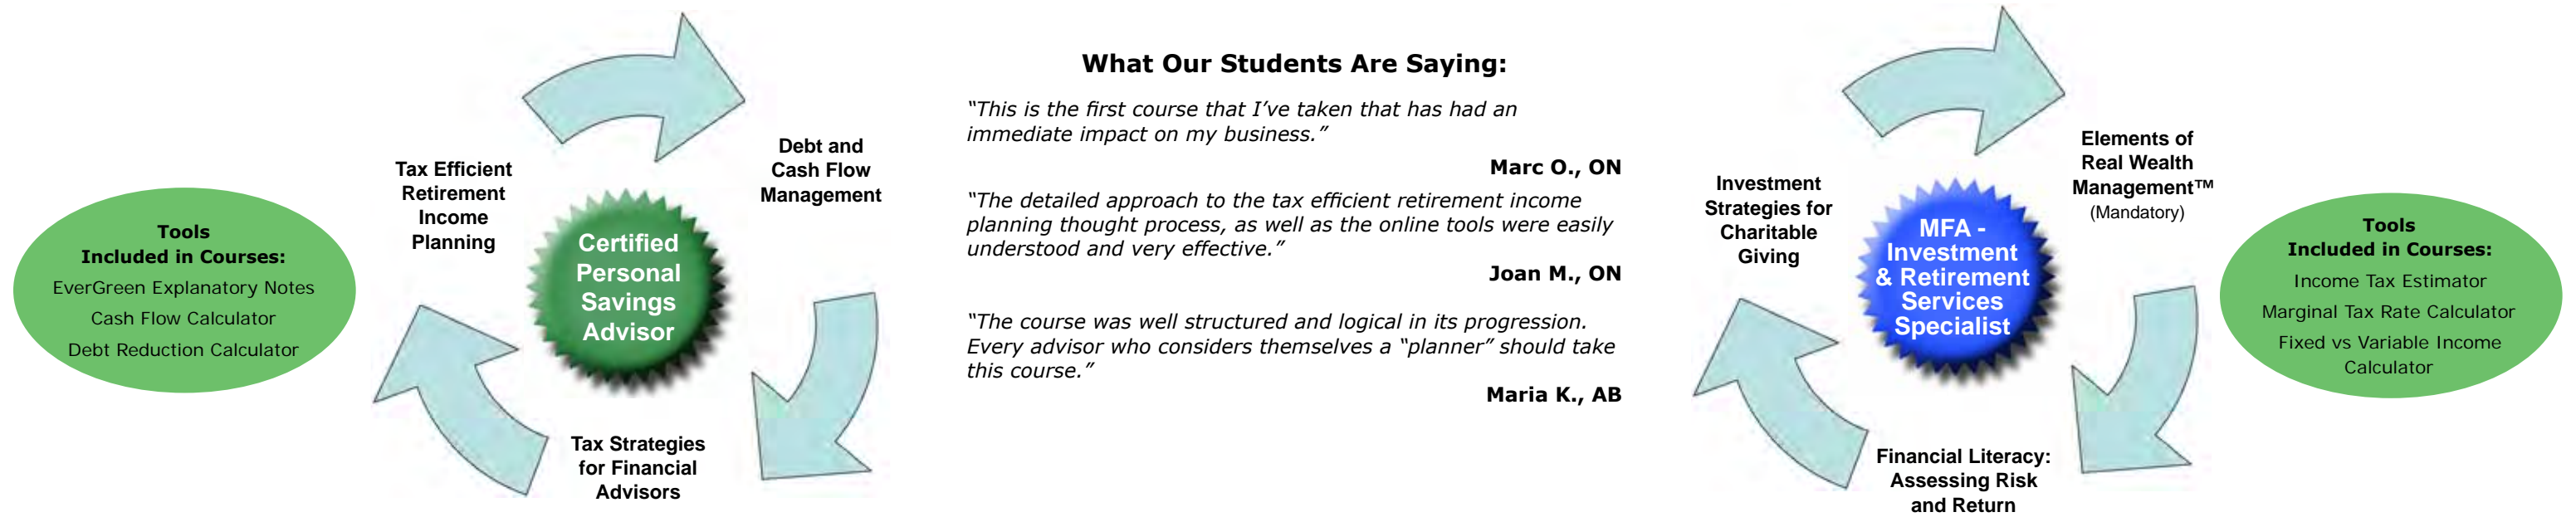 Tools
Included in Courses:
EverGreen Explanatory Notes
Cash Flow Calculator
Debt Reduction Calculator
Tax Efficient
Retirement
Income
Planning
Debt and
Cash Flow
Management
Certified
Personal
Savings
Advisor
Tax Strategies
for Financial
Advisors
What Our Students Are Saying:
“This is the first course that I’ve taken that has had an
immediate impact on my business.”
Marc O., ON
“The detailed approach to the tax efficient retirement income
planning thought process, as well as the online tools were easily
understood and very effective.”
Joan M., ON
“The course was well structured and logical in its progression.
Every advisor who considers themselves a “planner” should take
this course.”
Maria K., AB
Investment
Strategies for
Charitable
Giving
Elements of
Real Wealth
Management™
(Mandatory)
MFA -
Investment
& Retirement
Services
Specialist
Financial Literacy:
Assessing Risk
and Return
Tools
Included in Courses:
Income Tax Estimator
Marginal Tax Rate Calculator
Fixed vs Variable Income
Calculator